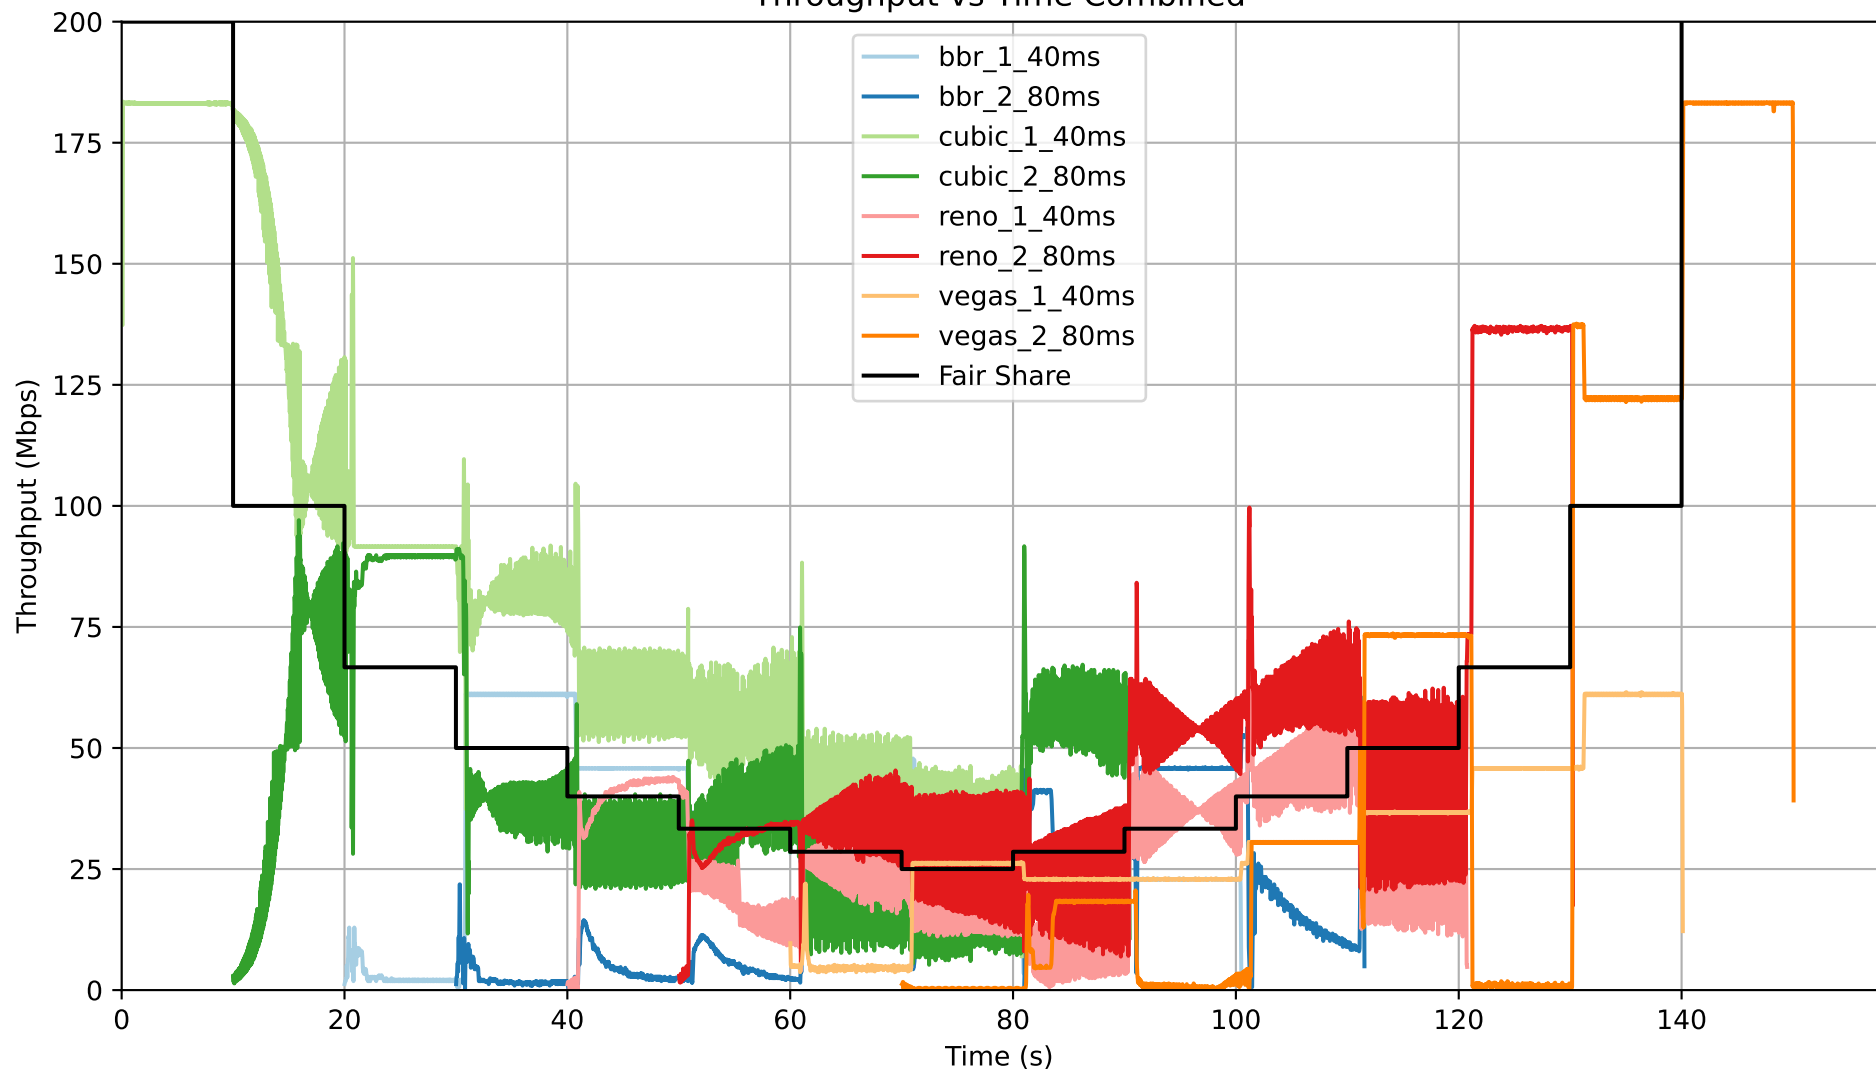 Throughput vs Time Combined
200
175
150
125
100
75
50
25
0
Throughput (Mbps)
bbr_1_40ms
bbr_2_80ms
cubic_1_40ms
cubic_2_80ms
reno_1_40ms
reno_2_80ms
vegas_1_40ms
vegas_2_80ms
Fair Share
0 20 40 60 80 100 120 140
Time (s)